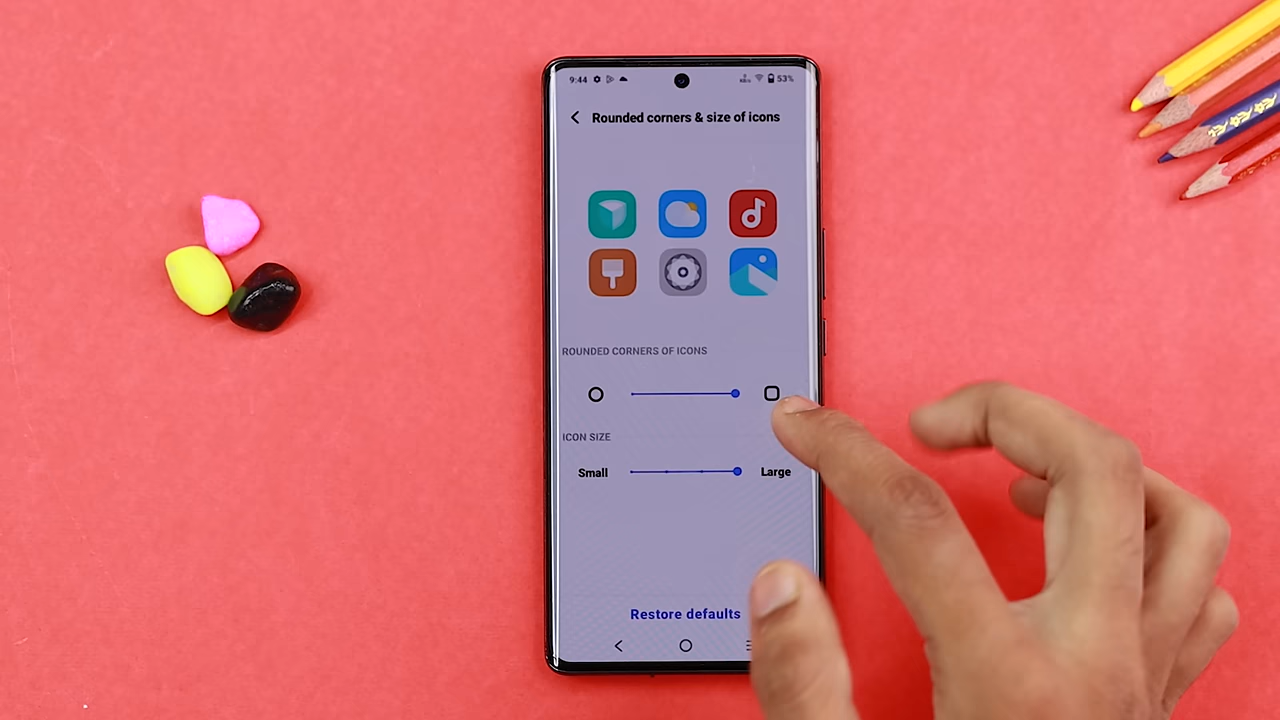 9:44 53%
Rounded corners & size of icons
ROUNDED CORNERS OF ICONS
ICON SIZE
Small Large
Restore defaults